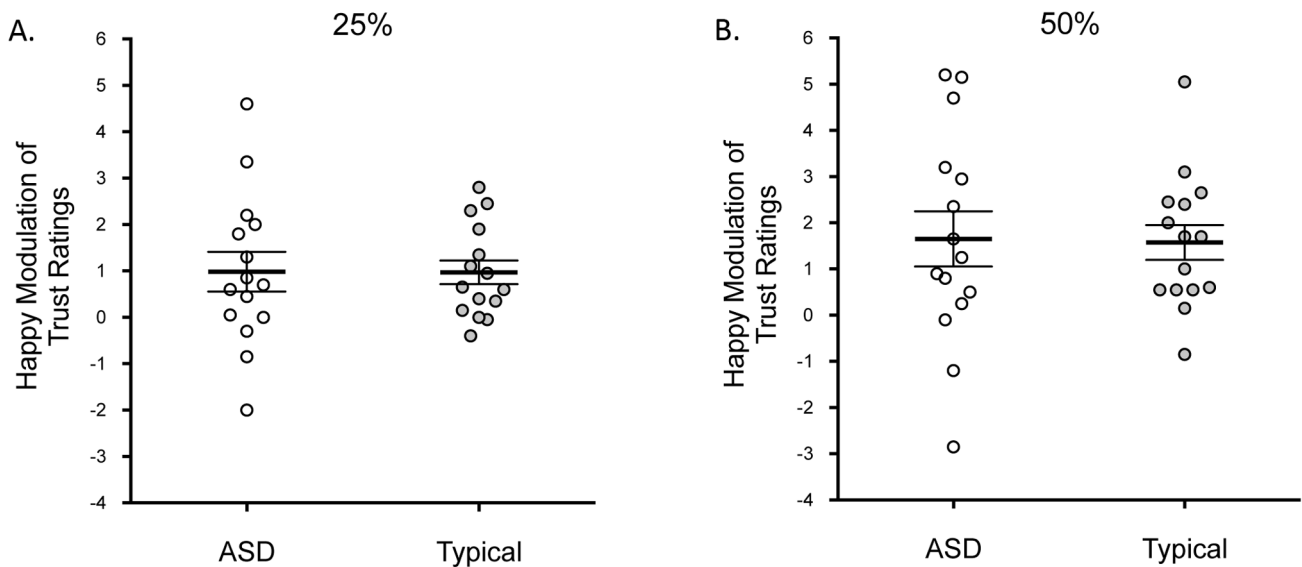 A.
25%
6
5
4
3
2
1
0
-1
-2
-3
-4
Happy Modulation of
Trust Ratings
ASD
Typical
B.
50%
6
5
4
3
2
1
0
-1
-2
-3
-4
Happy Modulation of
Trust Ratings
ASD
Typical